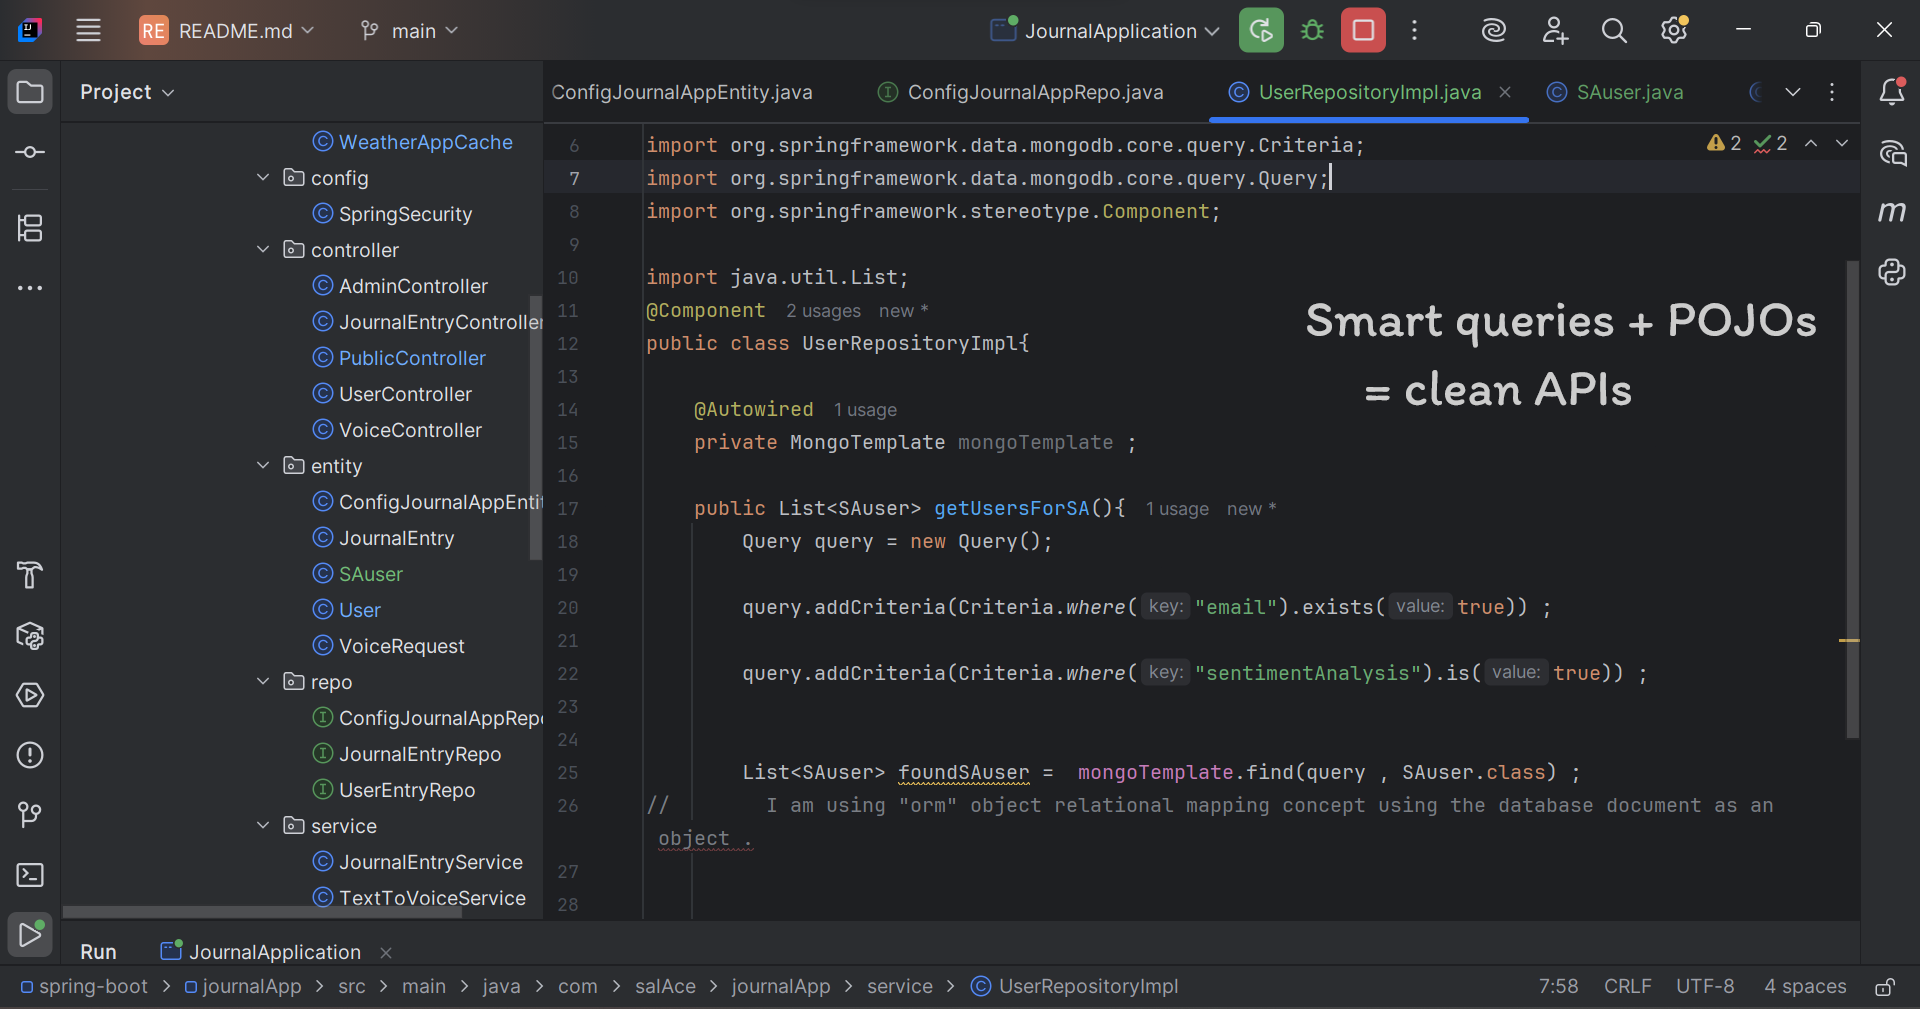 RE README.md main JournalApplication
Project
ConfigJournalAppEntity.java ConfigJournalAppRepo.java UserRepositoryImpl.java SAuser.java
WeatherAppCache
config
SpringSecurity
controller
AdminController
JournalEntryController
PublicController
UserController
VoiceController
entity
ConfigJournalAppEntit
JournalEntry
SAuser
User
VoiceRequest
repo
ConfigJournalAppRepo
JournalEntryRepo
UserEntryRepo
service
JournalEntryService
TextToVoiceService
6 import org.springframework.data.mongodb.core.query.Criteria; 2 2
7 import org.springframework.data.mongodb.core.query.Query;
8 import org.springframework.stereotype.Component;
9
10 import java.util.List;
11 @Component 2 usages new *
12 public class UserRepositoryImpl{
13
14 @Autowired 1 usage
15 private MongoTemplate mongoTemplate ;
16
17 public List<SAuser> getUsersForSA(){ 1 usage new *
18 Query query = new Query();
19
20 query.addCriteria(Criteria.where( key: "email").exists( value: true)) ;
21
22 query.addCriteria(Criteria.where( key: "sentimentAnalysis").is( value: true)) ;
23
24
25 List<SAuser> foundSAuser = mongoTemplate.find(query , SAuser.class) ;
26 // I am using "orm" object relational mapping concept using the database document as an
object .
27
28
Smart queries + POJOs
= clean APIs
m
Run JournalApplication
spring-boot > journalApp > src > main > java > com > salAce > journalApp > service > UserRepositoryImpl 7:58 CRLF UTF-8 4 spaces